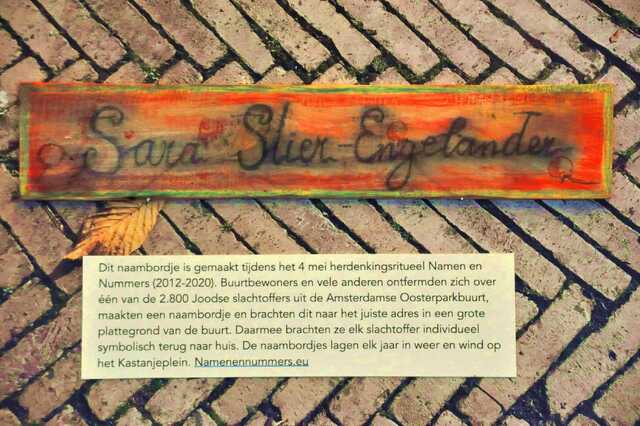 Sara Slier-Engelander
Dit naambordje is gemaakt tijdens het 4 mei herdenkingsritueel Namen en
Nummers (2012-2020). Buurtbewoners en vele anderen ontfermden zich over
één van de 2.800 Joodse slachtoffers uit de Amsterdamse Oosterparkbuurt,
maakten een naambordje en brachten dit naar het juiste adres in een grote
plattegrond van de buurt. Daarmee brachten ze elk slachtoffer individueel
symbolisch terug naar huis. De naambordjes lagen elk jaar in weer en wind op
het Kastanjeplein. Namenennummers.eu